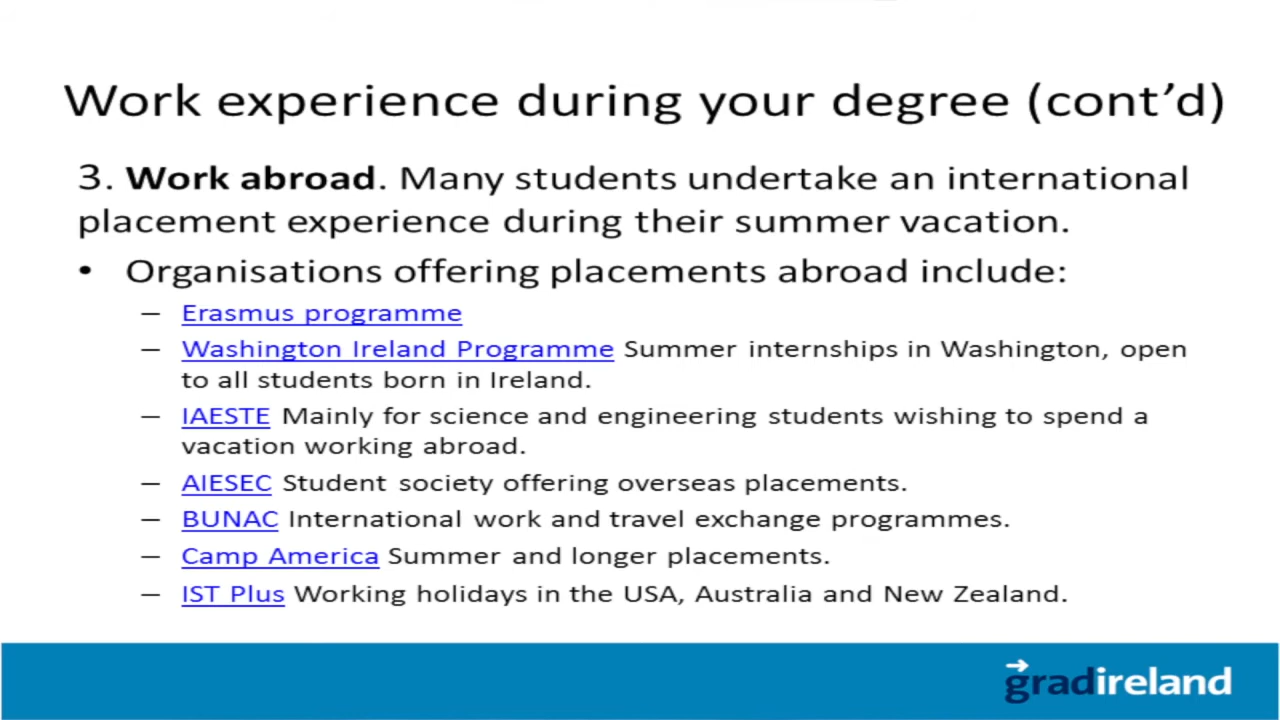 Work experience during your degree (cont’d)
3. Work abroad. Many students undertake an international
placement experience during their summer vacation.
• Organisations offering placements abroad include:
– Erasmus programme
– Washington Ireland Programme Summer internships in Washington, open
to all students born in Ireland.
– IAESTE Mainly for science and engineering students wishing to spend a
vacation working abroad.
– AIESEC Student society offering overseas placements.
– BUNAC International work and travel exchange programmes.
– Camp America Summer and longer placements.
– IST Plus Working holidays in the USA, Australia and New Zealand.
gradireland